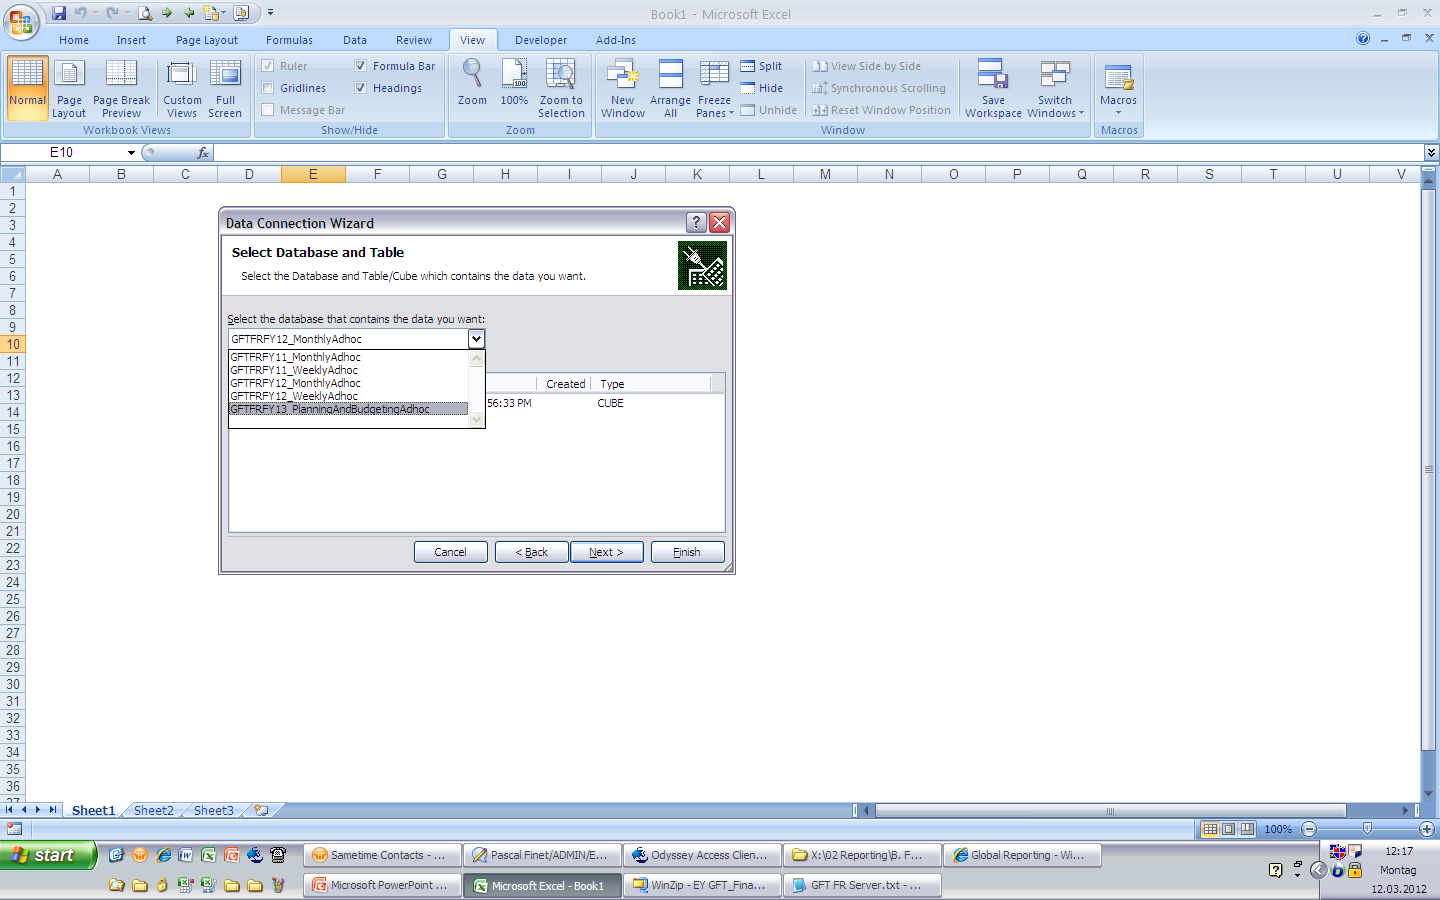 Book1 - Microsoft Excel
Home Insert Page Layout Formulas Data Review View Developer Add-Ins
Ruler Formula Bar Split View Side by Side
Gridlines Headings Hide Synchronous Scrolling
Message Bar Unhide Reset Window Position
Normal Page Layout Page Break Preview Custom Views Full Screen Zoom 100% Zoom to Selection New Window Arrange All Freeze Panes Save Workspace Switch Windows Macros
Workbook Views Show/Hide Zoom Window Macros
E10 fx
A B C D E F G H I J K L M N O P Q R S T U V
1
2
3
4
5
6
7
8
9
10
11
12
13
14
15
16
17
18
19
20
21
22
23
24
25
26
27
28
29
30
31
32
33
34
35
36
37
Data Connection Wizard
Select Database and Table
Select the Database and Table/Cube which contains the data you want.
Select the database that contains the data you want:
GFTFRFY12_MonthlyAdhoc
GFTFRFY11_MonthlyAdhoc
GFTFRFY11_WeeklyAdhoc
GFTFRFY12_MonthlyAdhoc
GFTFRFY12_WeeklyAdhoc
GFTFRFY13_PlanningAndBudgetingAdhoc
Created Type
56:33 PM CUBE
Cancel < Back Next > Finish
Sheet1 Sheet2 Sheet3
100%
start Sametime Contacts - ... Pascal Finet/ADMIN/E... Odyssey Access Clien... X:\02 Reporting\B. F... Global Reporting - Wi... 12:17
Montag
Microsoft PowerPoint ... Microsoft Excel - Book1 WinZip - EY GFT_Fina... GFT FR Server.txt - ... 12.03.2012